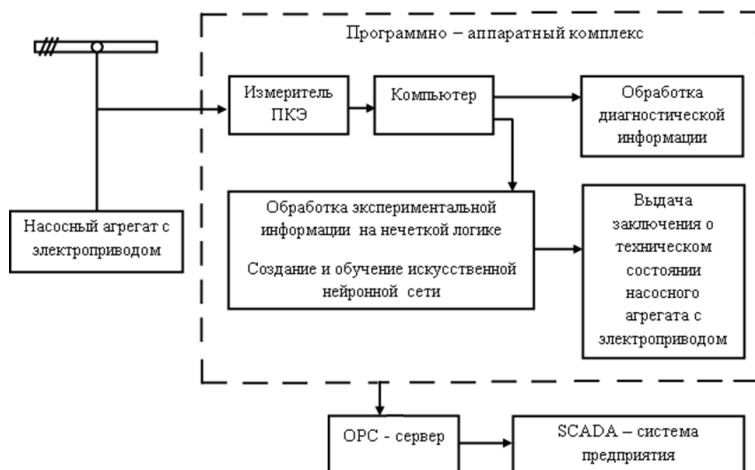 Программно – аппаратный комплекс
Измеритель
ПКЭ
Компьютер
Обработка
диагностической
информации
Насосный агрегат с
электроприводом
Обработка экспериментальной
информации на нечеткой логике
Создание и обучение искусственной
нейронной сети
Выдача
заключения о
техническом
состоянии
насосного
агрегата с
электроприводом
OPC - сервер
SCADA – система
предприятия